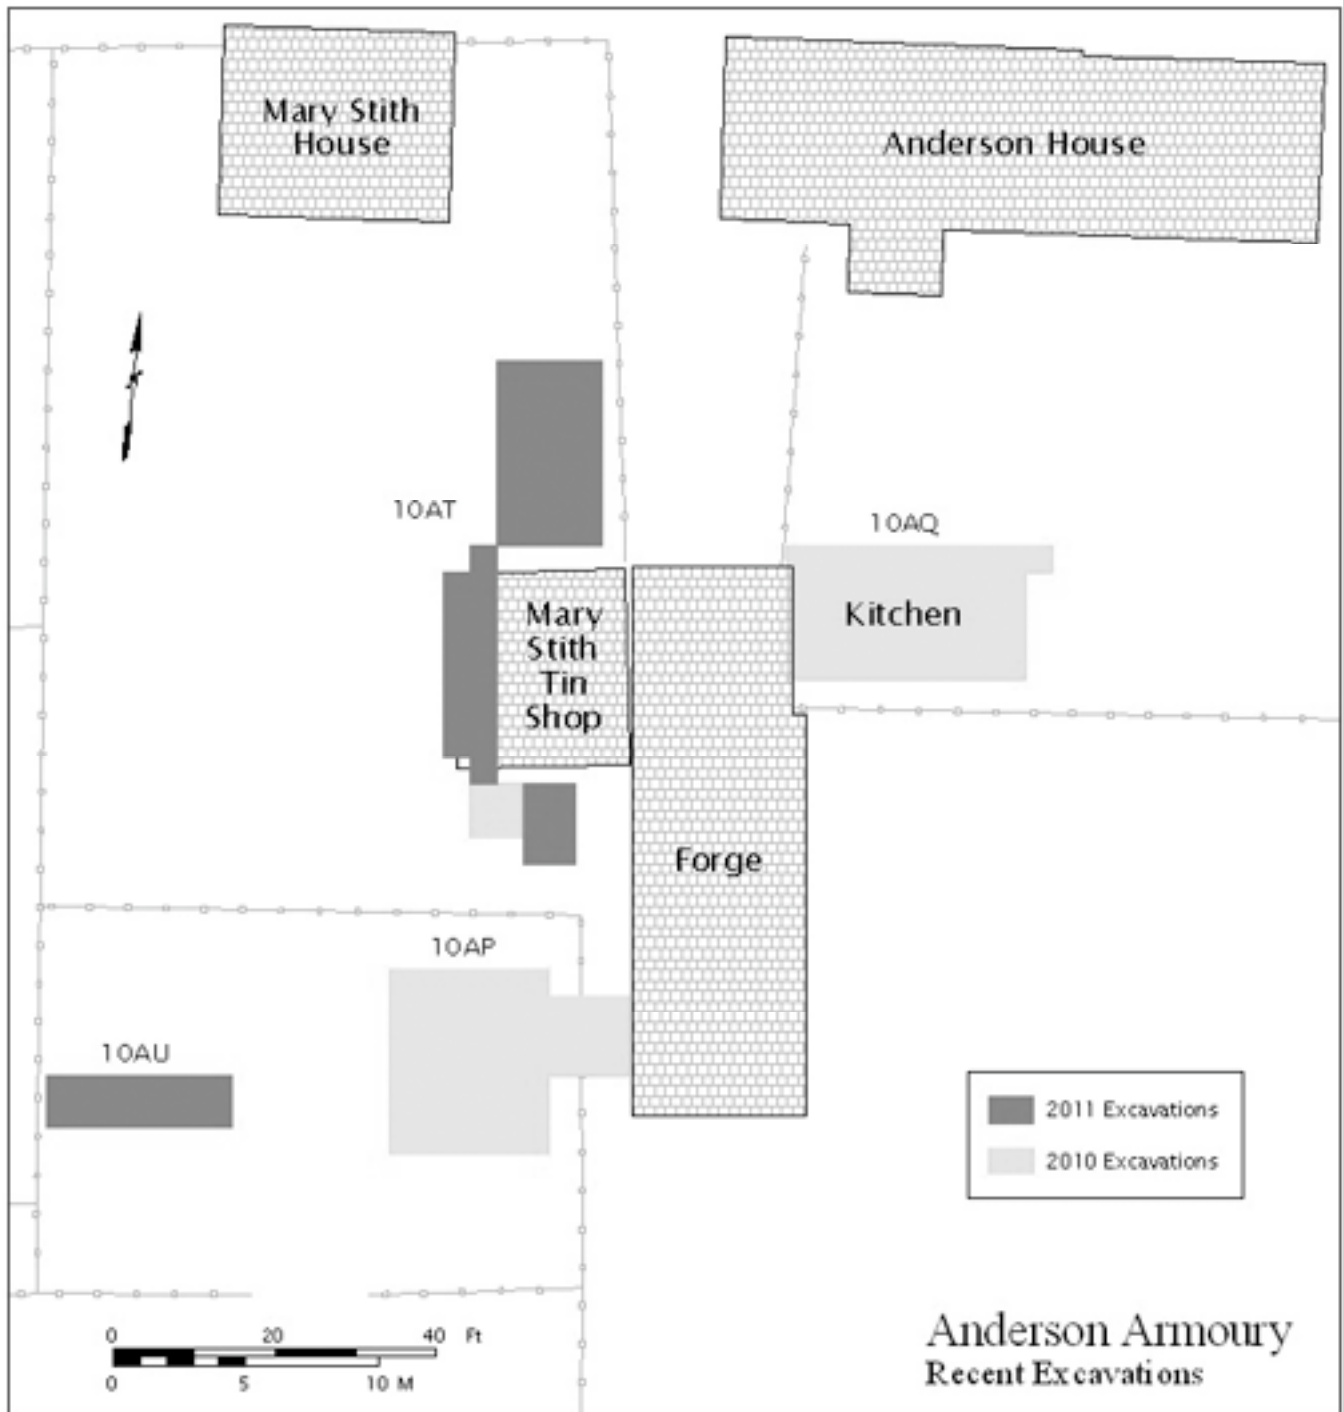 Mary Stith
House
Anderson House
10AT
10AQ
Mary
Stith
Tin
Shop
Kitchen
Forge
10AP
10AU
2011 Excavations
2010 Excavations
0 20 40 Ft
0 5 10 M
Anderson Armoury
Recent Excavations